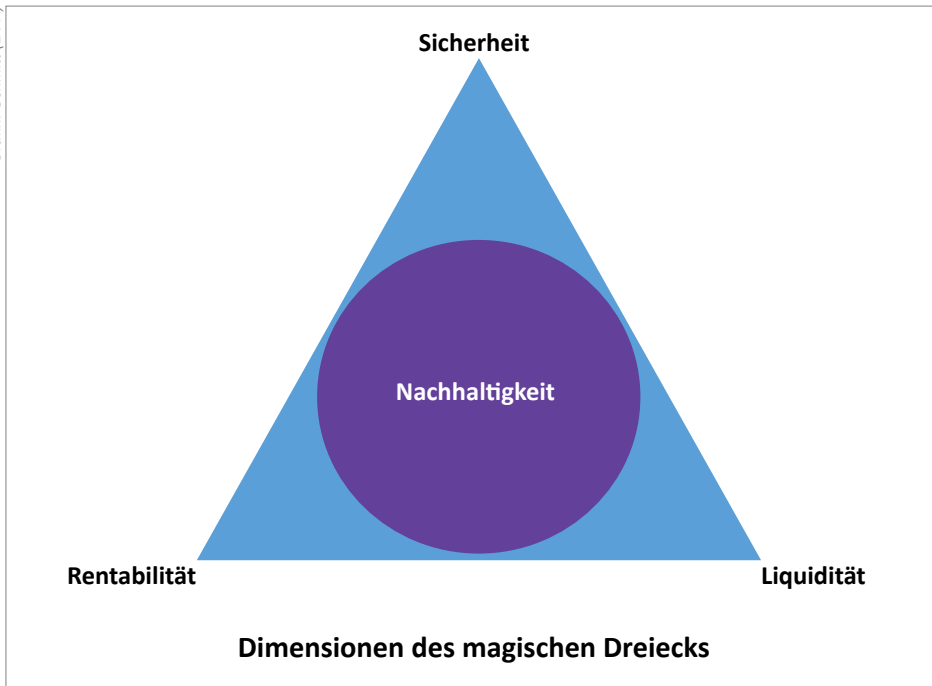 Sicherheit
Nachhaltigkeit
Rentabilität
Liquidität
Dimensionen des magischen Dreiecks